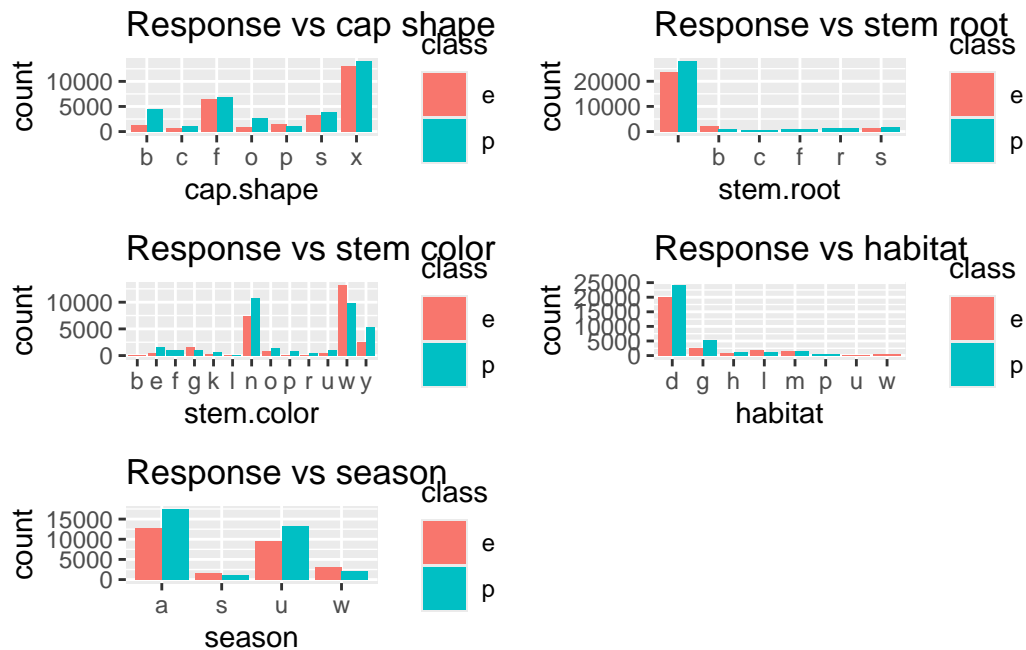 Response vs cap shape
class
count
10000
5000
0
b c f o p s x
cap.shape
e
p
Response vs stem root
class
count
20000
10000
0
b c f r s
stem.root
e
p
Response vs stem color
class
count
10000
5000
0
b e f g k l n o p r u w y
stem.color
e
p
Response vs habitat
class
count
25000
20000
15000
10000
5000
0
d g h l m p u w
habitat
e
p
Response vs season
class
count
15000
10000
5000
0
a s u w
season
e
p